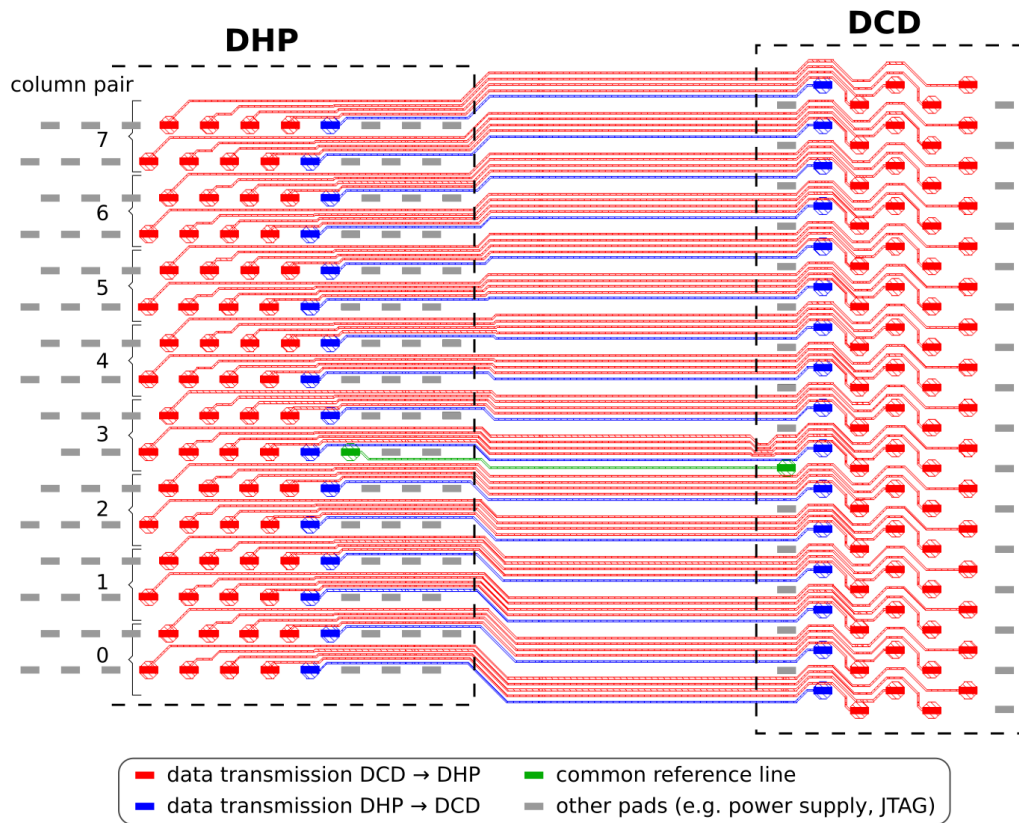 DHP
DCD
column pair
7
6
5
4
3
2
1
0
data transmission DCD → DHP
common reference line
data transmission DHP → DCD
other pads (e.g. power supply, JTAG)